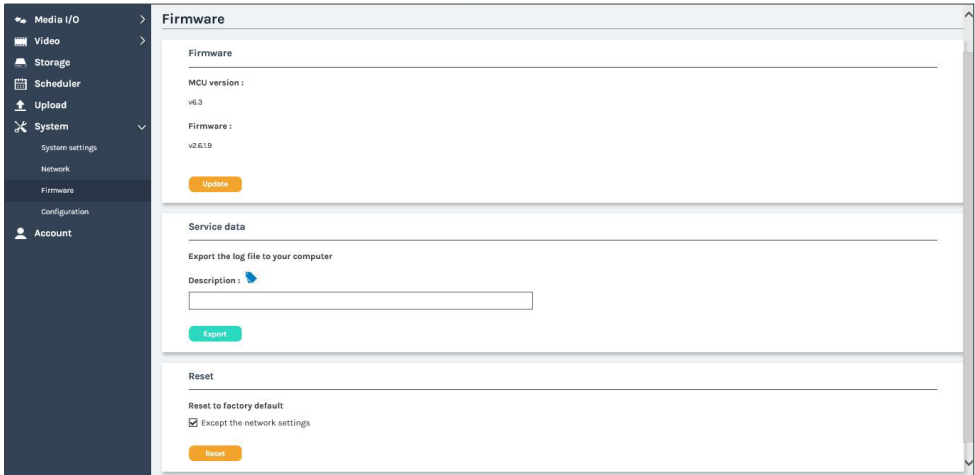 Media I/O
Video
Storage
Scheduler
Upload
System
System settings
Network
Firmware
Configuration
Account
Firmware
Firmware
MCU version :
v6.3
Firmware :
v2.6.1.9
Update
Service data
Export the log file to your computer
Description :
Export
Reset
Reset to factory default
Except the network settings
Reset